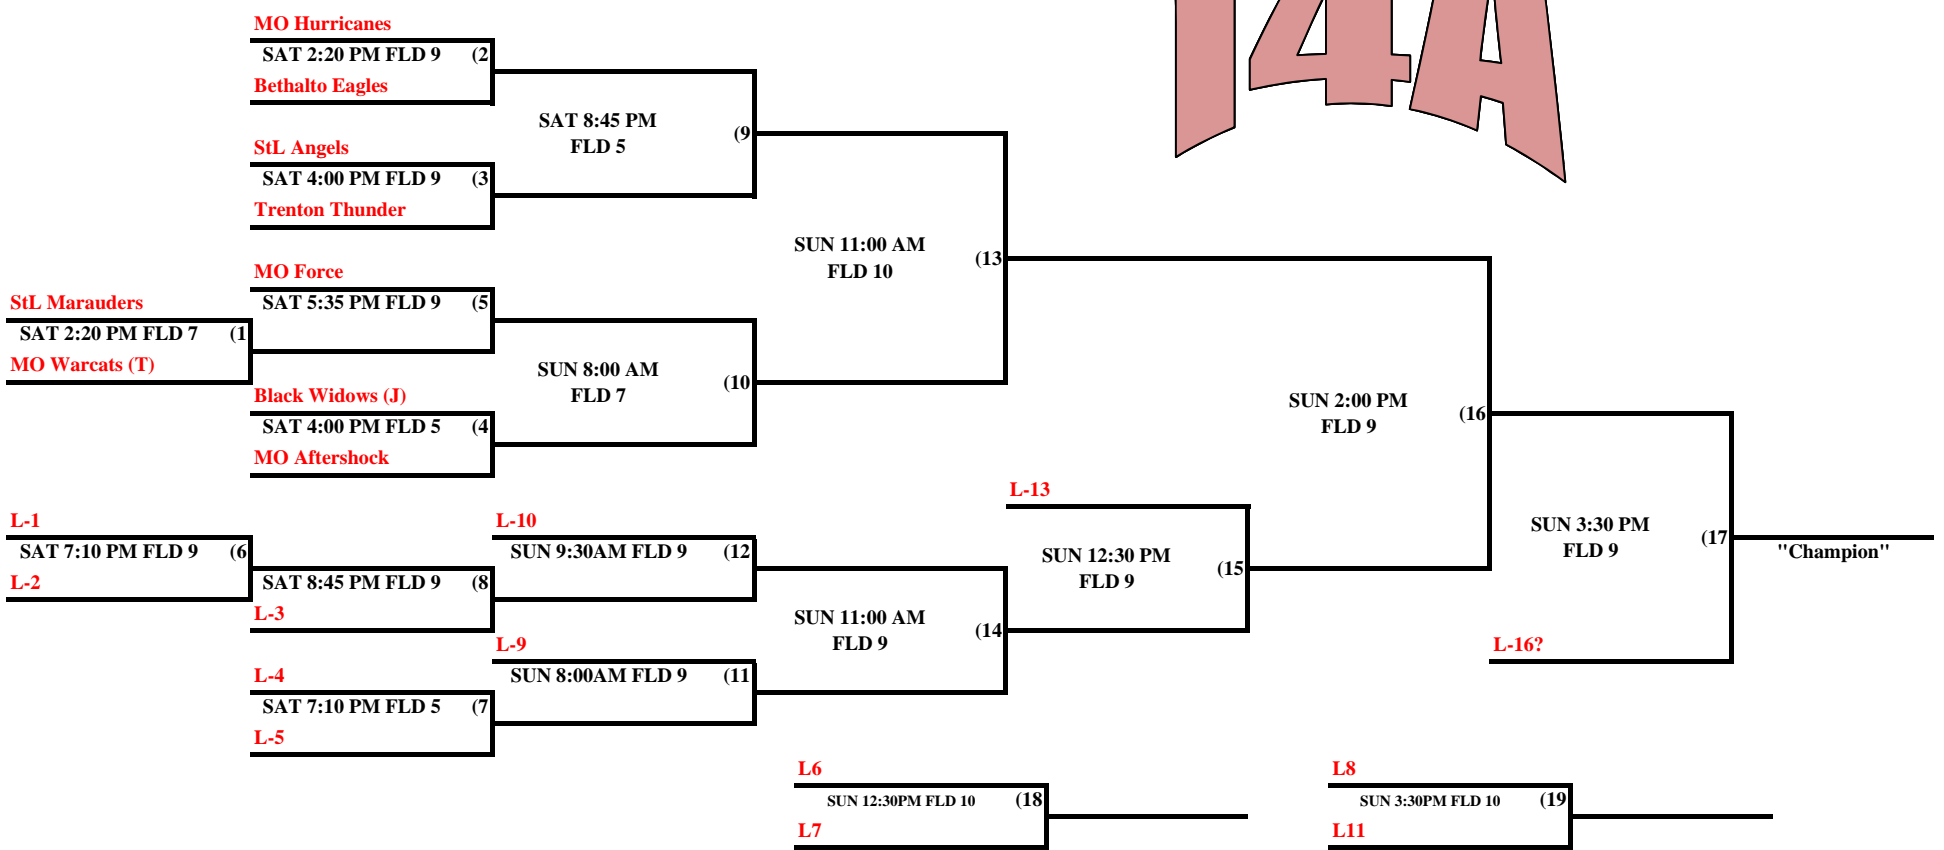 14A
MO Hurricanes
SAT 2:20 PM FLD 9 (2
Bethalto Eagles
SAT 8:45 PM
FLD 5
(9
StL Angels
SAT 4:00 PM FLD 9 (3
Trenton Thunder
SUN 11:00 AM
FLD 10
(13
MO Force
SAT 5:35 PM FLD 9 (5
StL Marauders
SAT 2:20 PM FLD 7 (1
MO Warcats (T)
SUN 8:00 AM
FLD 7
(10
Black Widows (J)
SAT 4:00 PM FLD 5 (4
MO Aftershock
SUN 2:00 PM
FLD 9
(16
L-13
L-1
SAT 7:10 PM FLD 9 (6
L-2
L-10
SUN 9:30AM FLD 9 (12
SAT 8:45 PM FLD 9 (8
L-3
SUN 12:30 PM
FLD 9
(15
SUN 3:30 PM
FLD 9
(17
"Champion"
SUN 11:00 AM
FLD 9
(14
L-9
SUN 8:00AM FLD 9 (11
L-16?
L-4
SAT 7:10 PM FLD 5 (7
L-5
L6
SUN 12:30PM FLD 10 (18
L7
L8
SUN 3:30PM FLD 10 (19
L11